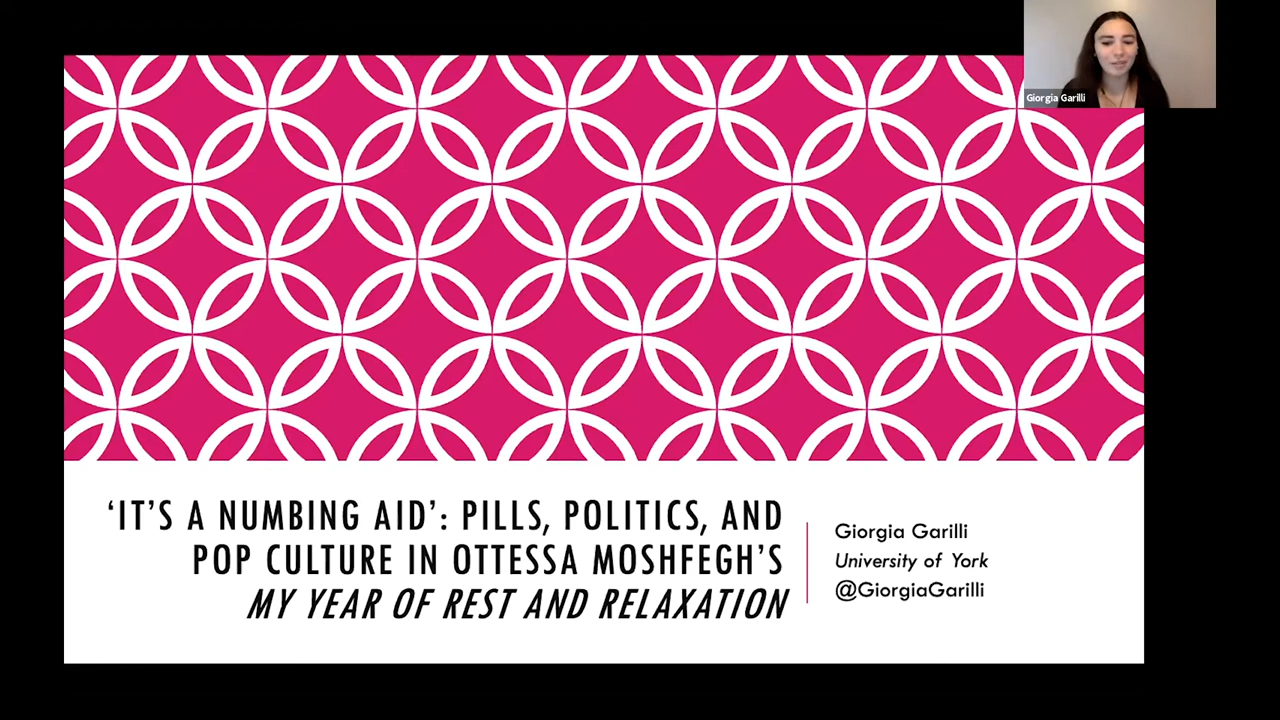 Giorgia Garilli
‘IT’S A NUMBING AID’: PILLS, POLITICS, AND
POP CULTURE IN OTTESSA MOSHFEGH’S
MY YEAR OF REST AND RELAXATION
Giorgia Garilli
University of York
@GiorgiaGarilli